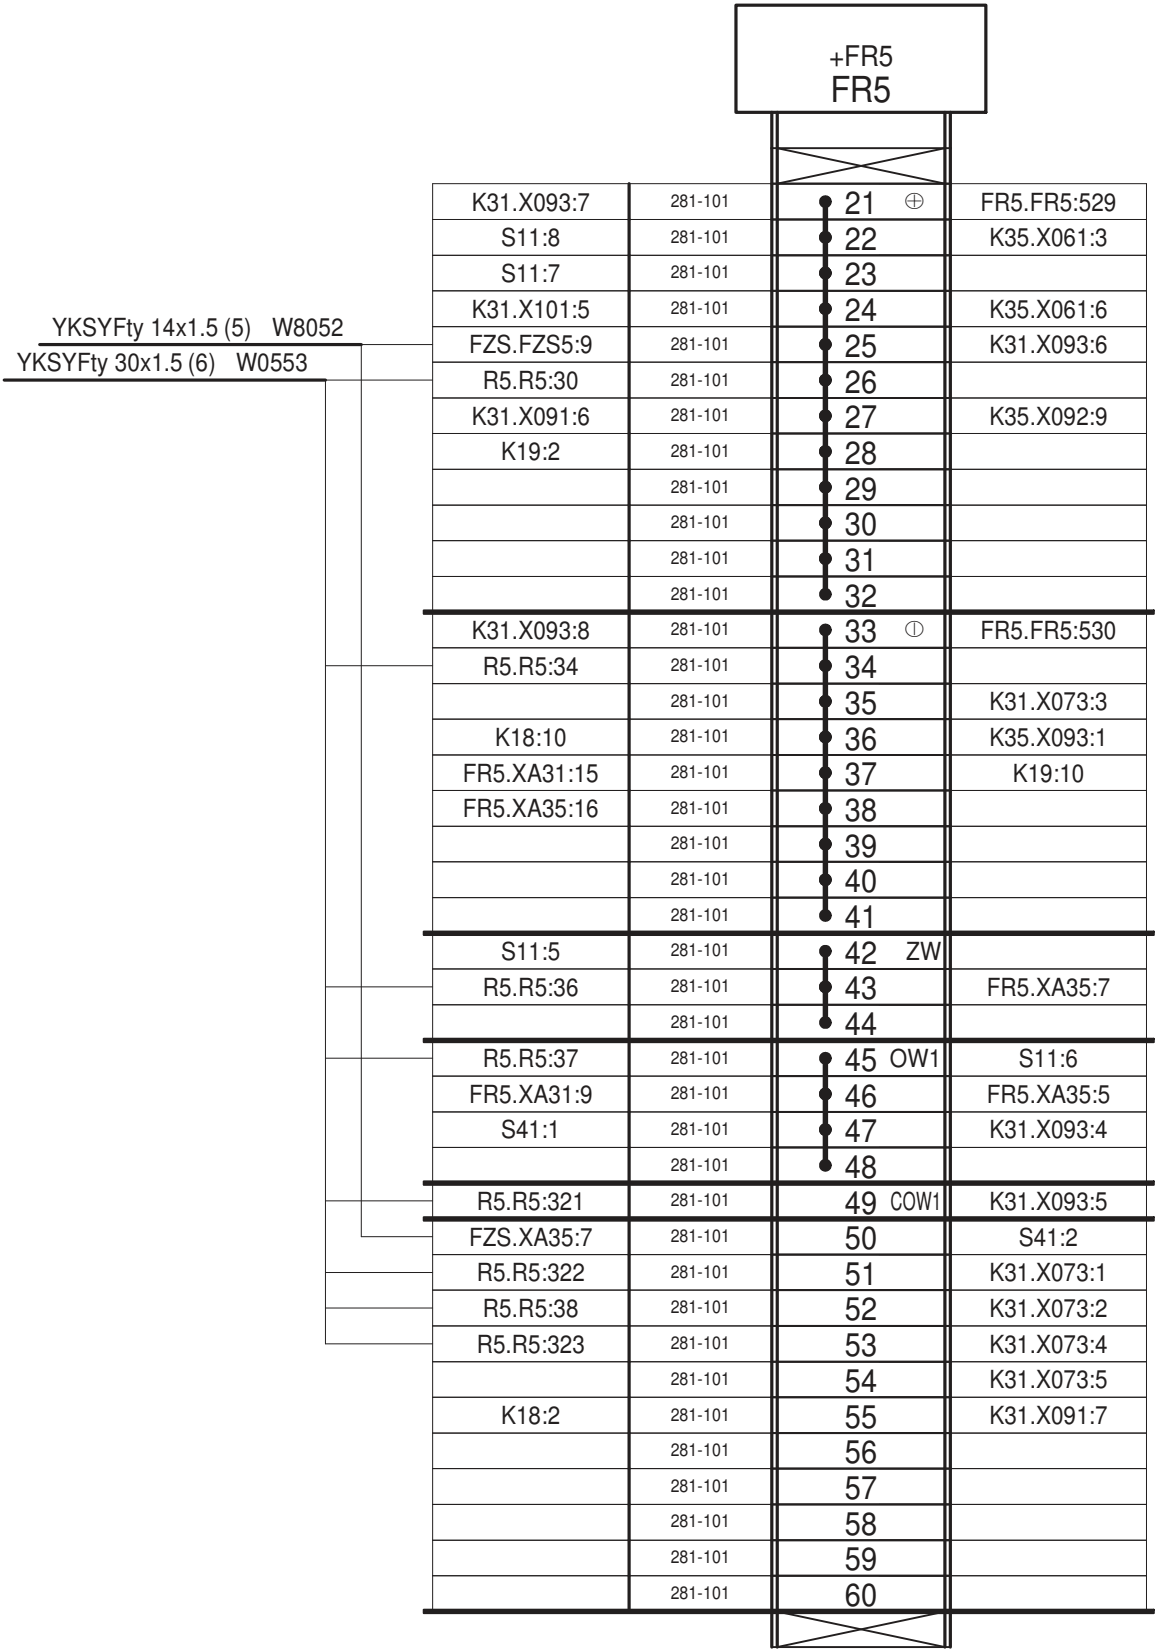 +FR5
FR5
K31.X093:7 281-101 21 ⊕ FR5.FR5:529
S11:8 281-101 22 K35.X061:3
S11:7 281-101 23
K31.X101:5 281-101 24 K35.X061:6
YKSYFty 14x1.5 (5) W8052
FZS.FZS5:9 281-101 25 K31.X093:6
YKSYFty 30x1.5 (6) W0553
R5.R5:30 281-101 26
K31.X091:6 281-101 27 K35.X092:9
K19:2 281-101 28
281-101 29
281-101 30
281-101 31
281-101 32
K31.X093:8 281-101 33 ⦶ FR5.FR5:530
R5.R5:34 281-101 34
281-101 35 K31.X073:3
K18:10 281-101 36 K35.X093:1
FR5.XA31:15 281-101 37 K19:10
FR5.XA35:16 281-101 38
281-101 39
281-101 40
281-101 41
S11:5 281-101 42 ZW
R5.R5:36 281-101 43 FR5.XA35:7
281-101 44
R5.R5:37 281-101 45 OW1 S11:6
FR5.XA31:9 281-101 46 FR5.XA35:5
S41:1 281-101 47 K31.X093:4
281-101 48
R5.R5:321 281-101 49 COW1 K31.X093:5
FZS.XA35:7 281-101 50 S41:2
R5.R5:322 281-101 51 K31.X073:1
R5.R5:38 281-101 52 K31.X073:2
R5.R5:323 281-101 53 K31.X073:4
281-101 54 K31.X073:5
K18:2 281-101 55 K31.X091:7
281-101 56
281-101 57
281-101 58
281-101 59
281-101 60